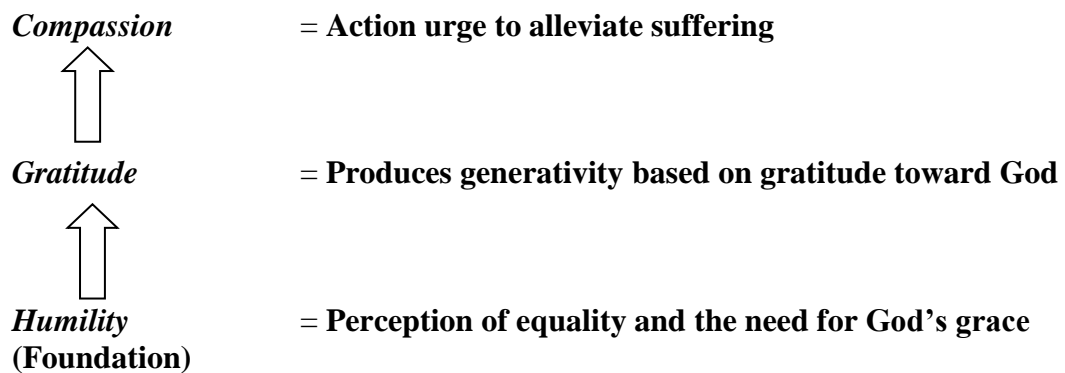 Compassion = Action urge to alleviate suffering
Gratitude = Produces generativity based on gratitude toward God
Humility = Perception of equality and the need for God’s grace
(Foundation)